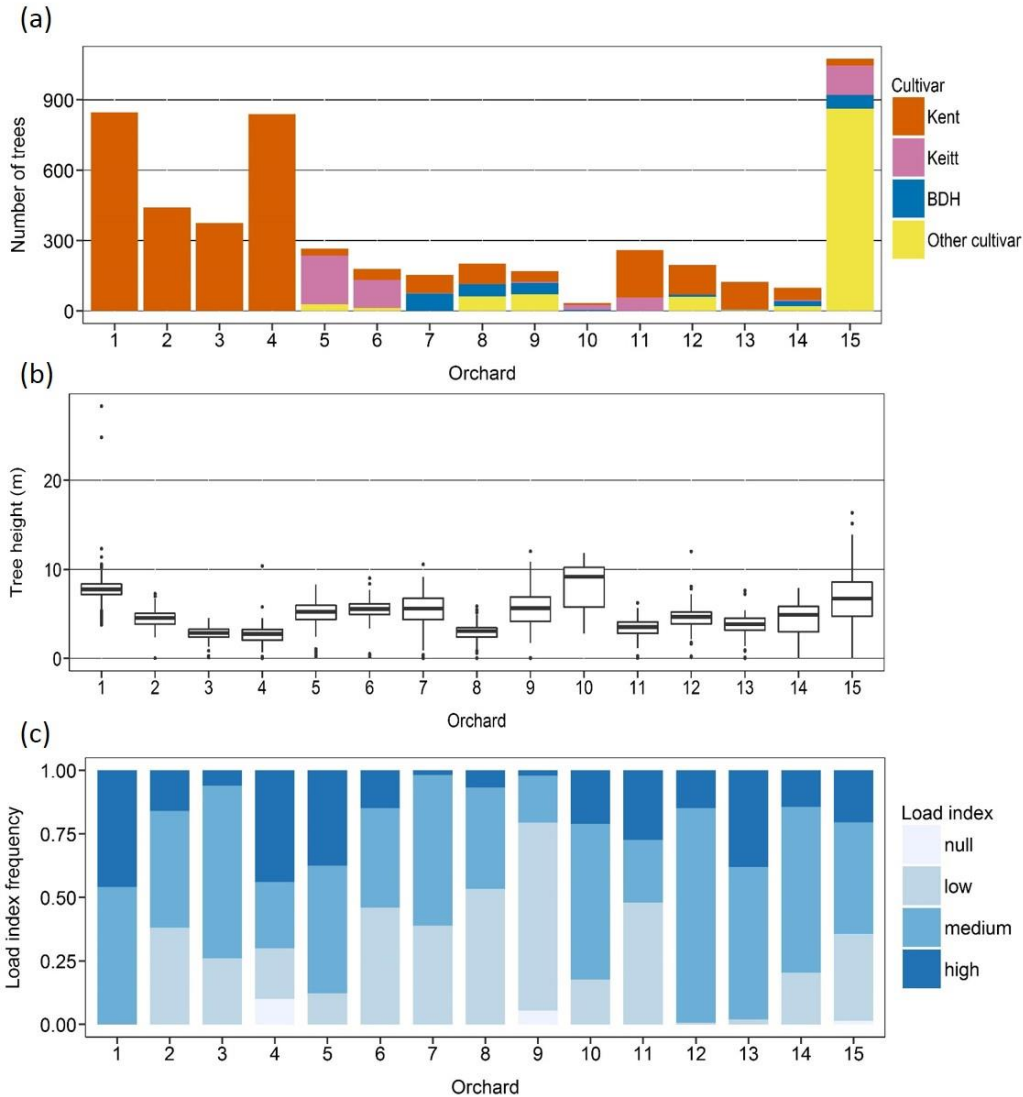 (a)
Number of trees
900
600
300
0
1 2 3 4 5 6 7 8 9 10 11 12 13 14 15
Orchard
Cultivar
Kent
Keitt
BDH
Other cultivar
(b)
Tree height (m)
20
10
0
1 2 3 4 5 6 7 8 9 10 11 12 13 14 15
Orchard
(c)
Load index frequency
1.00
0.75
0.50
0.25
0.00
1 2 3 4 5 6 7 8 9 10 11 12 13 14 15
Orchard
Load index
null
low
medium
high